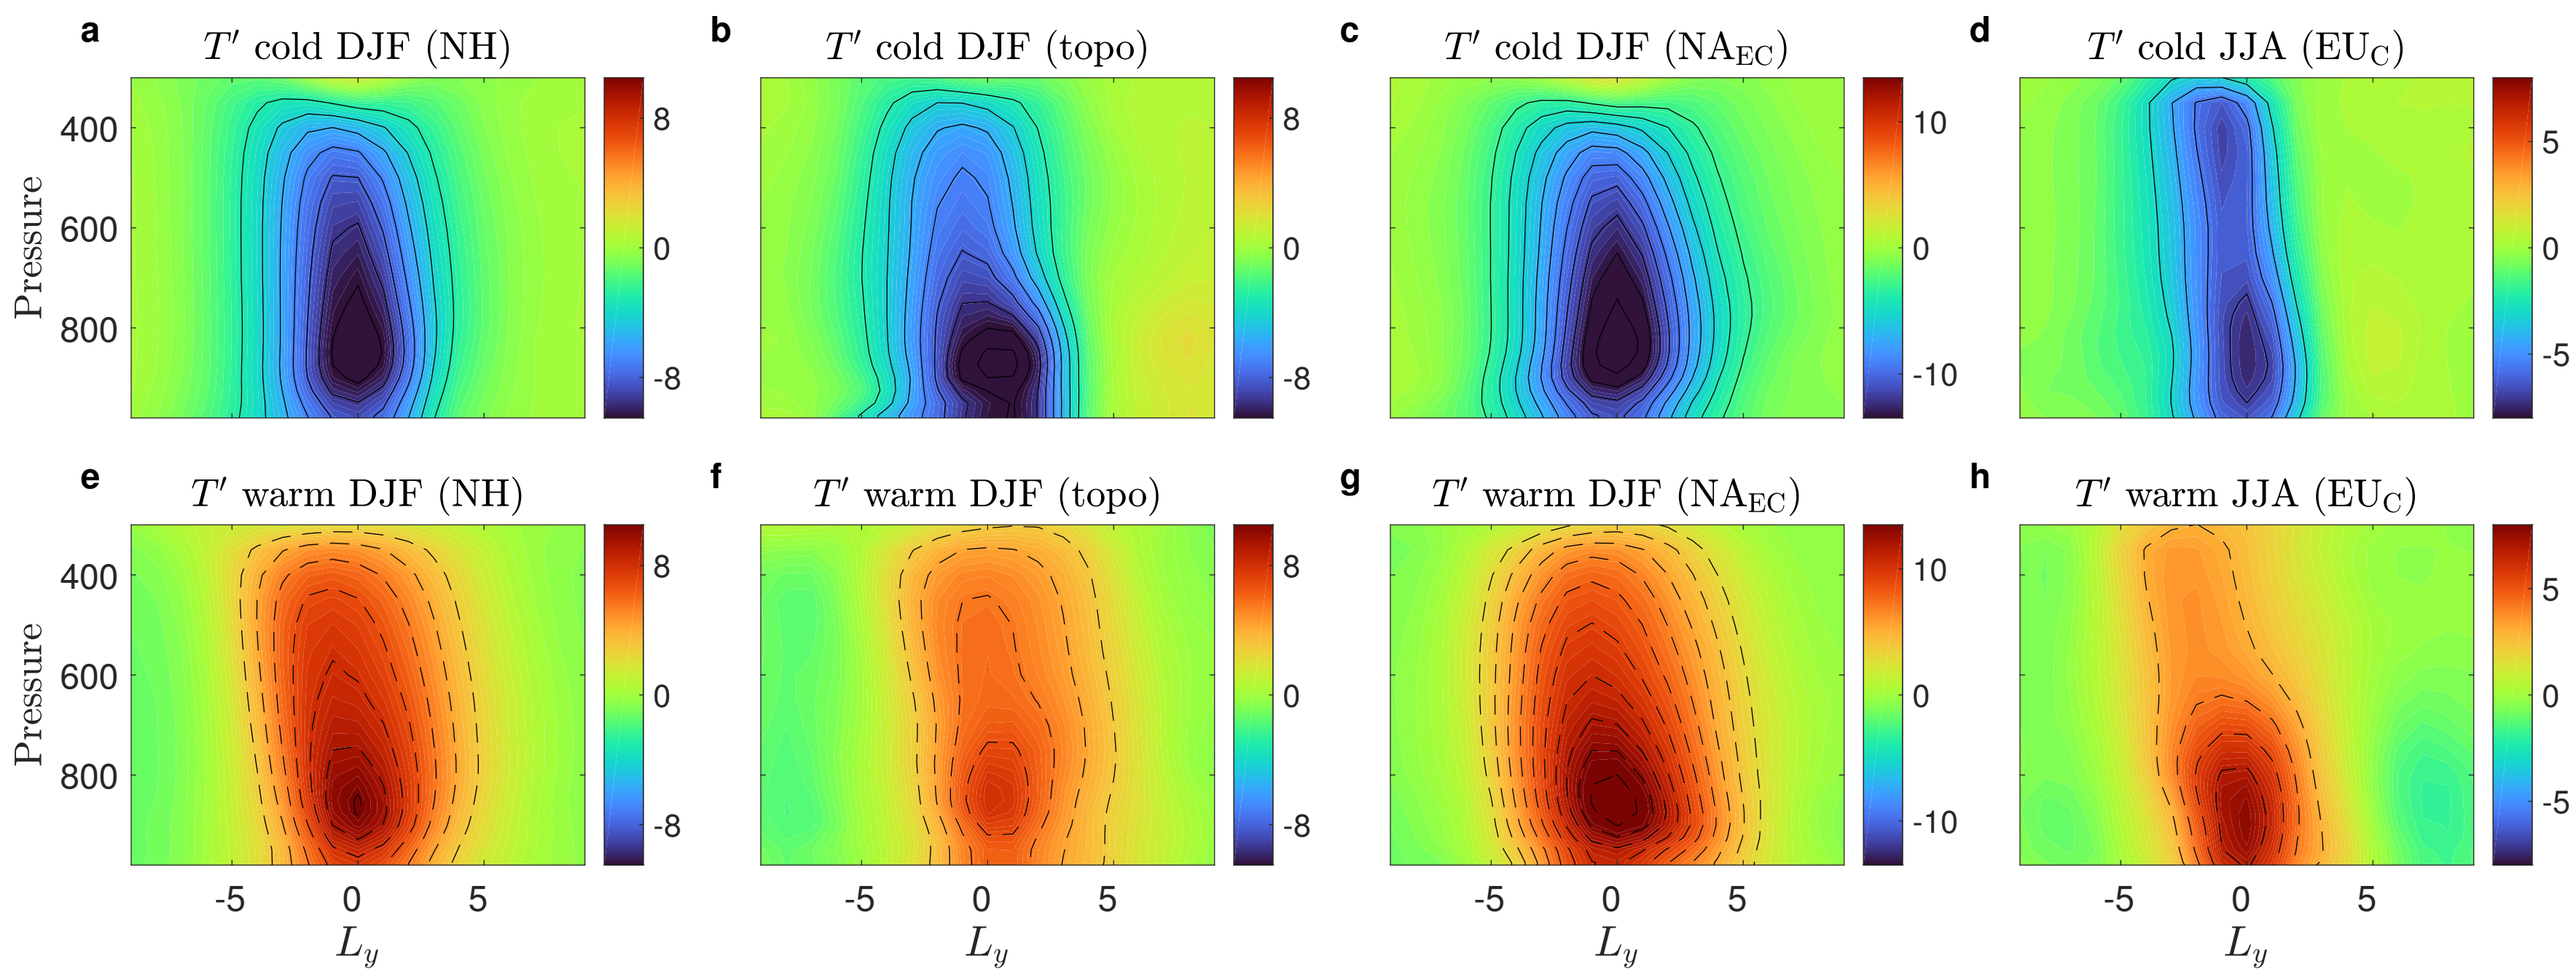 a
T′ cold DJF (NH)
b
T′ cold DJF (topo)
c
T′ cold DJF (NA_EC)
d
T′ cold JJA (EU_C)
Pressure
400
600
800
8
0
-8
8
0
-8
10
0
-10
5
0
-5
e
T′ warm DJF (NH)
f
T′ warm DJF (topo)
g
T′ warm DJF (NA_EC)
h
T′ warm JJA (EU_C)
Pressure
400
600
800
8
0
-8
8
0
-8
10
0
-10
5
0
-5
-5 0 5
-5 0 5
-5 0 5
-5 0 5
L_y
L_y
L_y
L_y